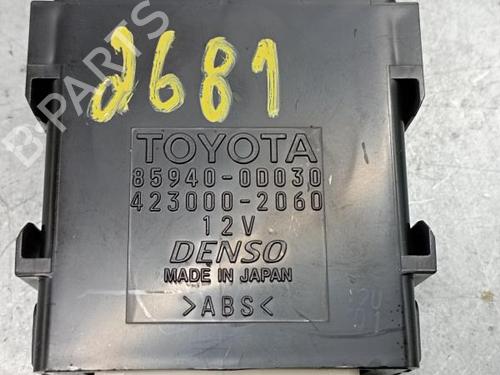 2681
TOYOTA
85940-0D030
423000-2060
12V
DENSO
MADE IN JAPAN
>ABS<
B-PARTS